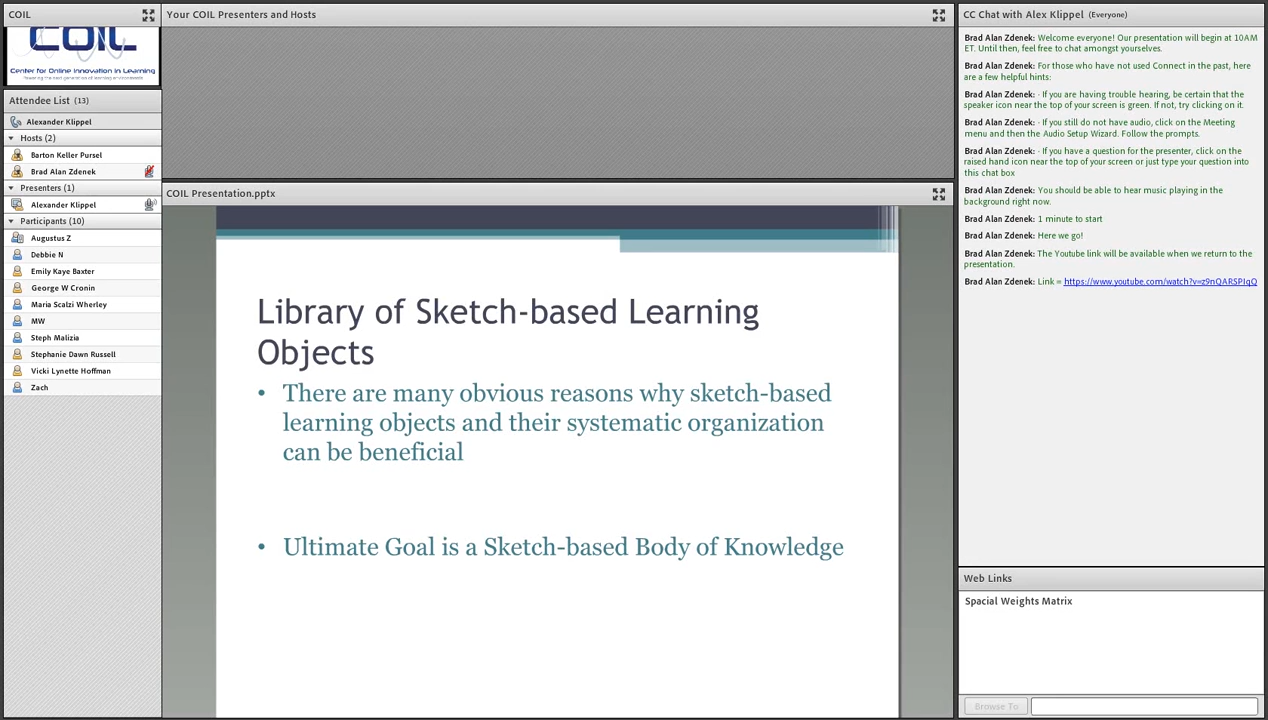 COIL
COIL
Center for Online Innovation in Learning
Attendee List (13)
Alexander Klippel
Hosts (2)
Barton Keller Pursel
Brad Alan Zdenek
Presenters (1)
Alexander Klippel
Participants (10)
Augustus Z
Debbie N
Emily Kaye Baxter
George W Cronin
Maria Scalzi Wherley
MW
Steph Malizia
Stephanie Dawn Russell
Vicki Lynette Hoffman
Zach
Your COIL Presenters and Hosts
COIL Presentation.pptx
Library of Sketch-based Learning
Objects
• There are many obvious reasons why sketch-based
learning objects and their systematic organization
can be beneficial
• Ultimate Goal is a Sketch-based Body of Knowledge
CC Chat with Alex Klippel (Everyone)
Brad Alan Zdenek: Welcome everyone! Our presentation will begin at 10AM
ET. Until then, feel free to chat amongst yourselves.
Brad Alan Zdenek: For those who have not used Connect in the past, here
are a few helpful hints:
Brad Alan Zdenek: · If you are having trouble hearing, be certain that the
speaker icon near the top of your screen is green. If not, try clicking on it.
Brad Alan Zdenek: · If you still do not have audio, click on the Meeting
menu and then the Audio Setup Wizard. Follow the prompts.
Brad Alan Zdenek: · If you have a question for the presenter, click on the
raised hand icon near the top of your screen or just type your question into
this chat box
Brad Alan Zdenek: You should be able to hear music playing in the
background right now.
Brad Alan Zdenek: 1 minute to start
Brad Alan Zdenek: Here we go!
Brad Alan Zdenek: The Youtube link will be available when we return to the
presentation.
Brad Alan Zdenek: Link = https://www.youtube.com/watch?v=z9nQARSPIqQ
Web Links
Spacial Weights Matrix
Browse To